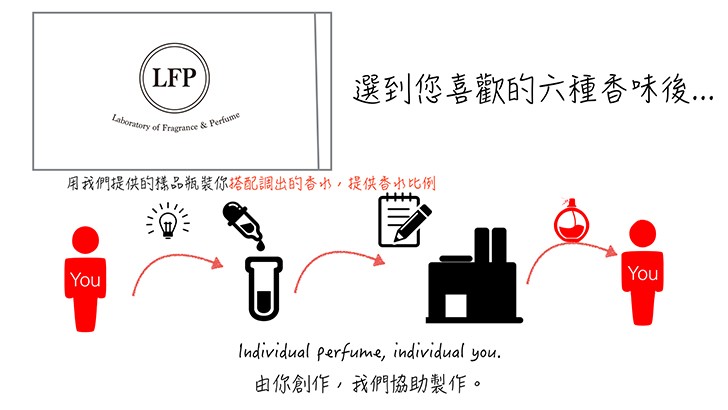 LFP
Laboratory of Fragrance & Perfume
選到您喜歡的六種香味後...
用我們提供的樣品瓶裝你搭配調出的香水，提供香水比例
You
You
Individual perfume, individual you.
由你創作，我們協助製作。